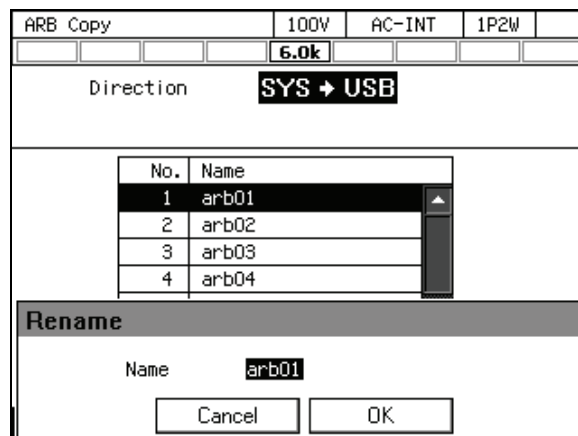 ARB Copy 100V AC-INT 1P2W
6.0k
Direction SYS → USB
No. Name
1 arb01
2 arb02
3 arb03
4 arb04
Rename
Name arb01
Cancel OK